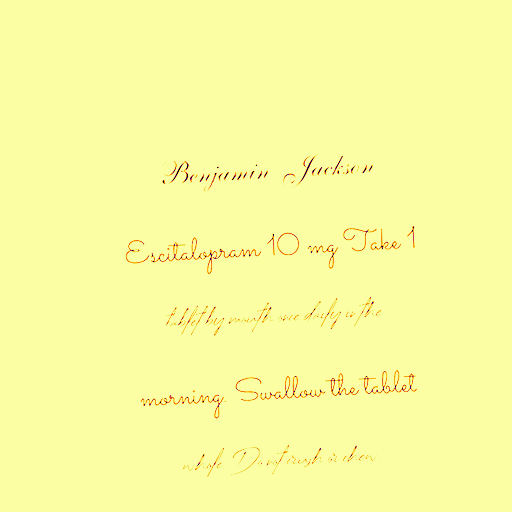 Benjamin Jackson
Escitalopram 10 mg Take 1
tablet by mouth once daily in the
morning. Swallow the tablet
whole. Do not crush or chew